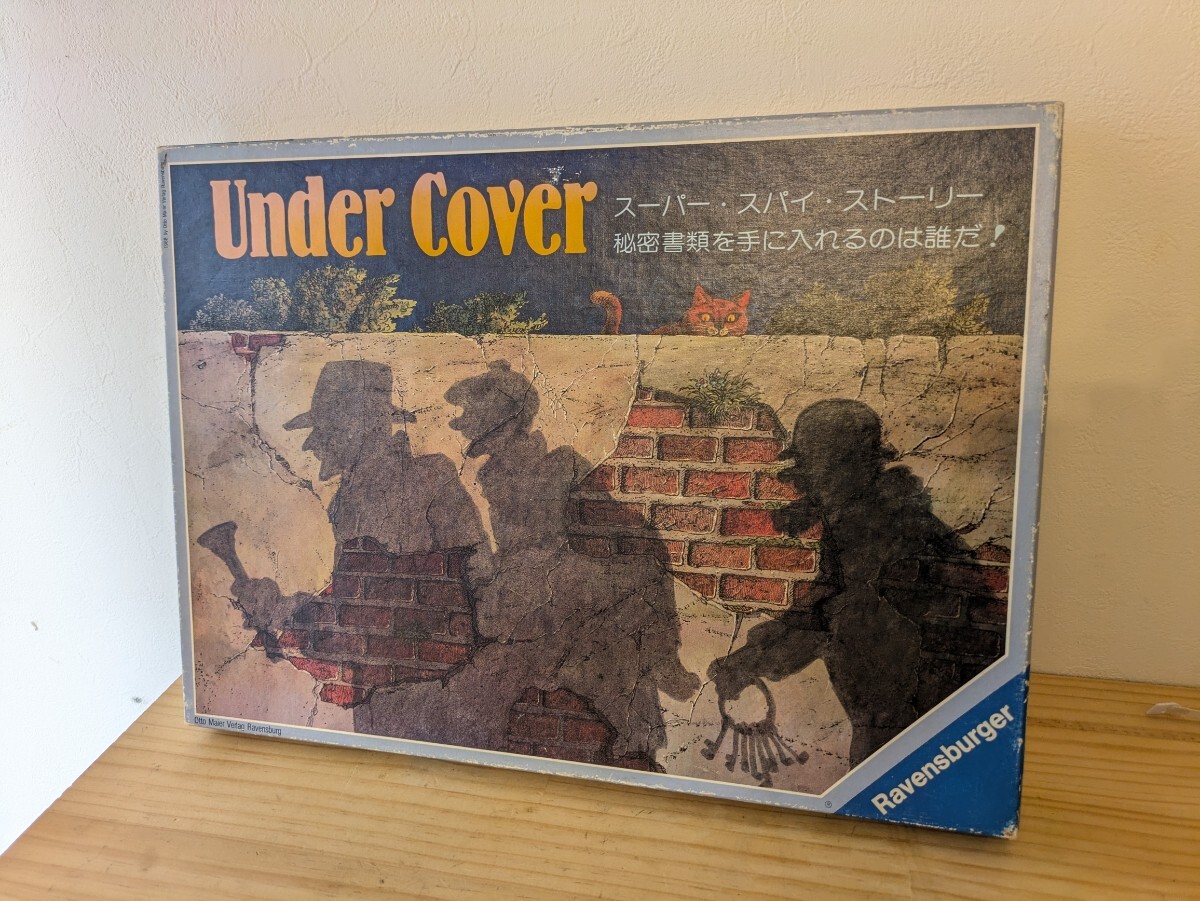 Under Cover
スーパー・スパイ・ストーリー
秘密書類を手に入れるのは誰だ!
Otto Maier Verlag Ravensburg
®
Ravensburger